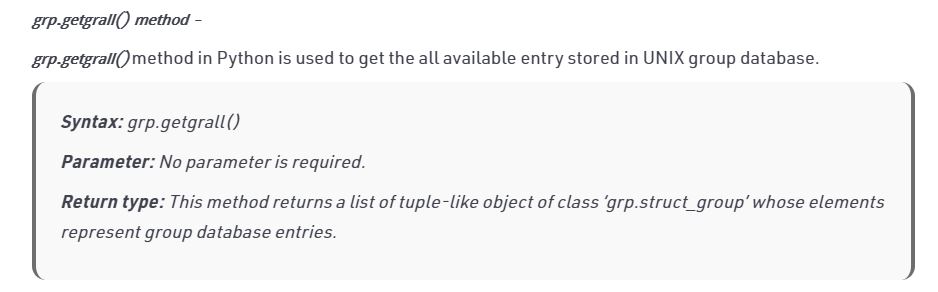 grp.getgrall() method –
grp.getgrall() method in Python is used to get the all available entry stored in UNIX group database.
Syntax: grp.getgrall()
Parameter: No parameter is required.
Return type: This method returns a list of tuple-like object of class ‘grp.struct_group’ whose elements
represent group database entries.